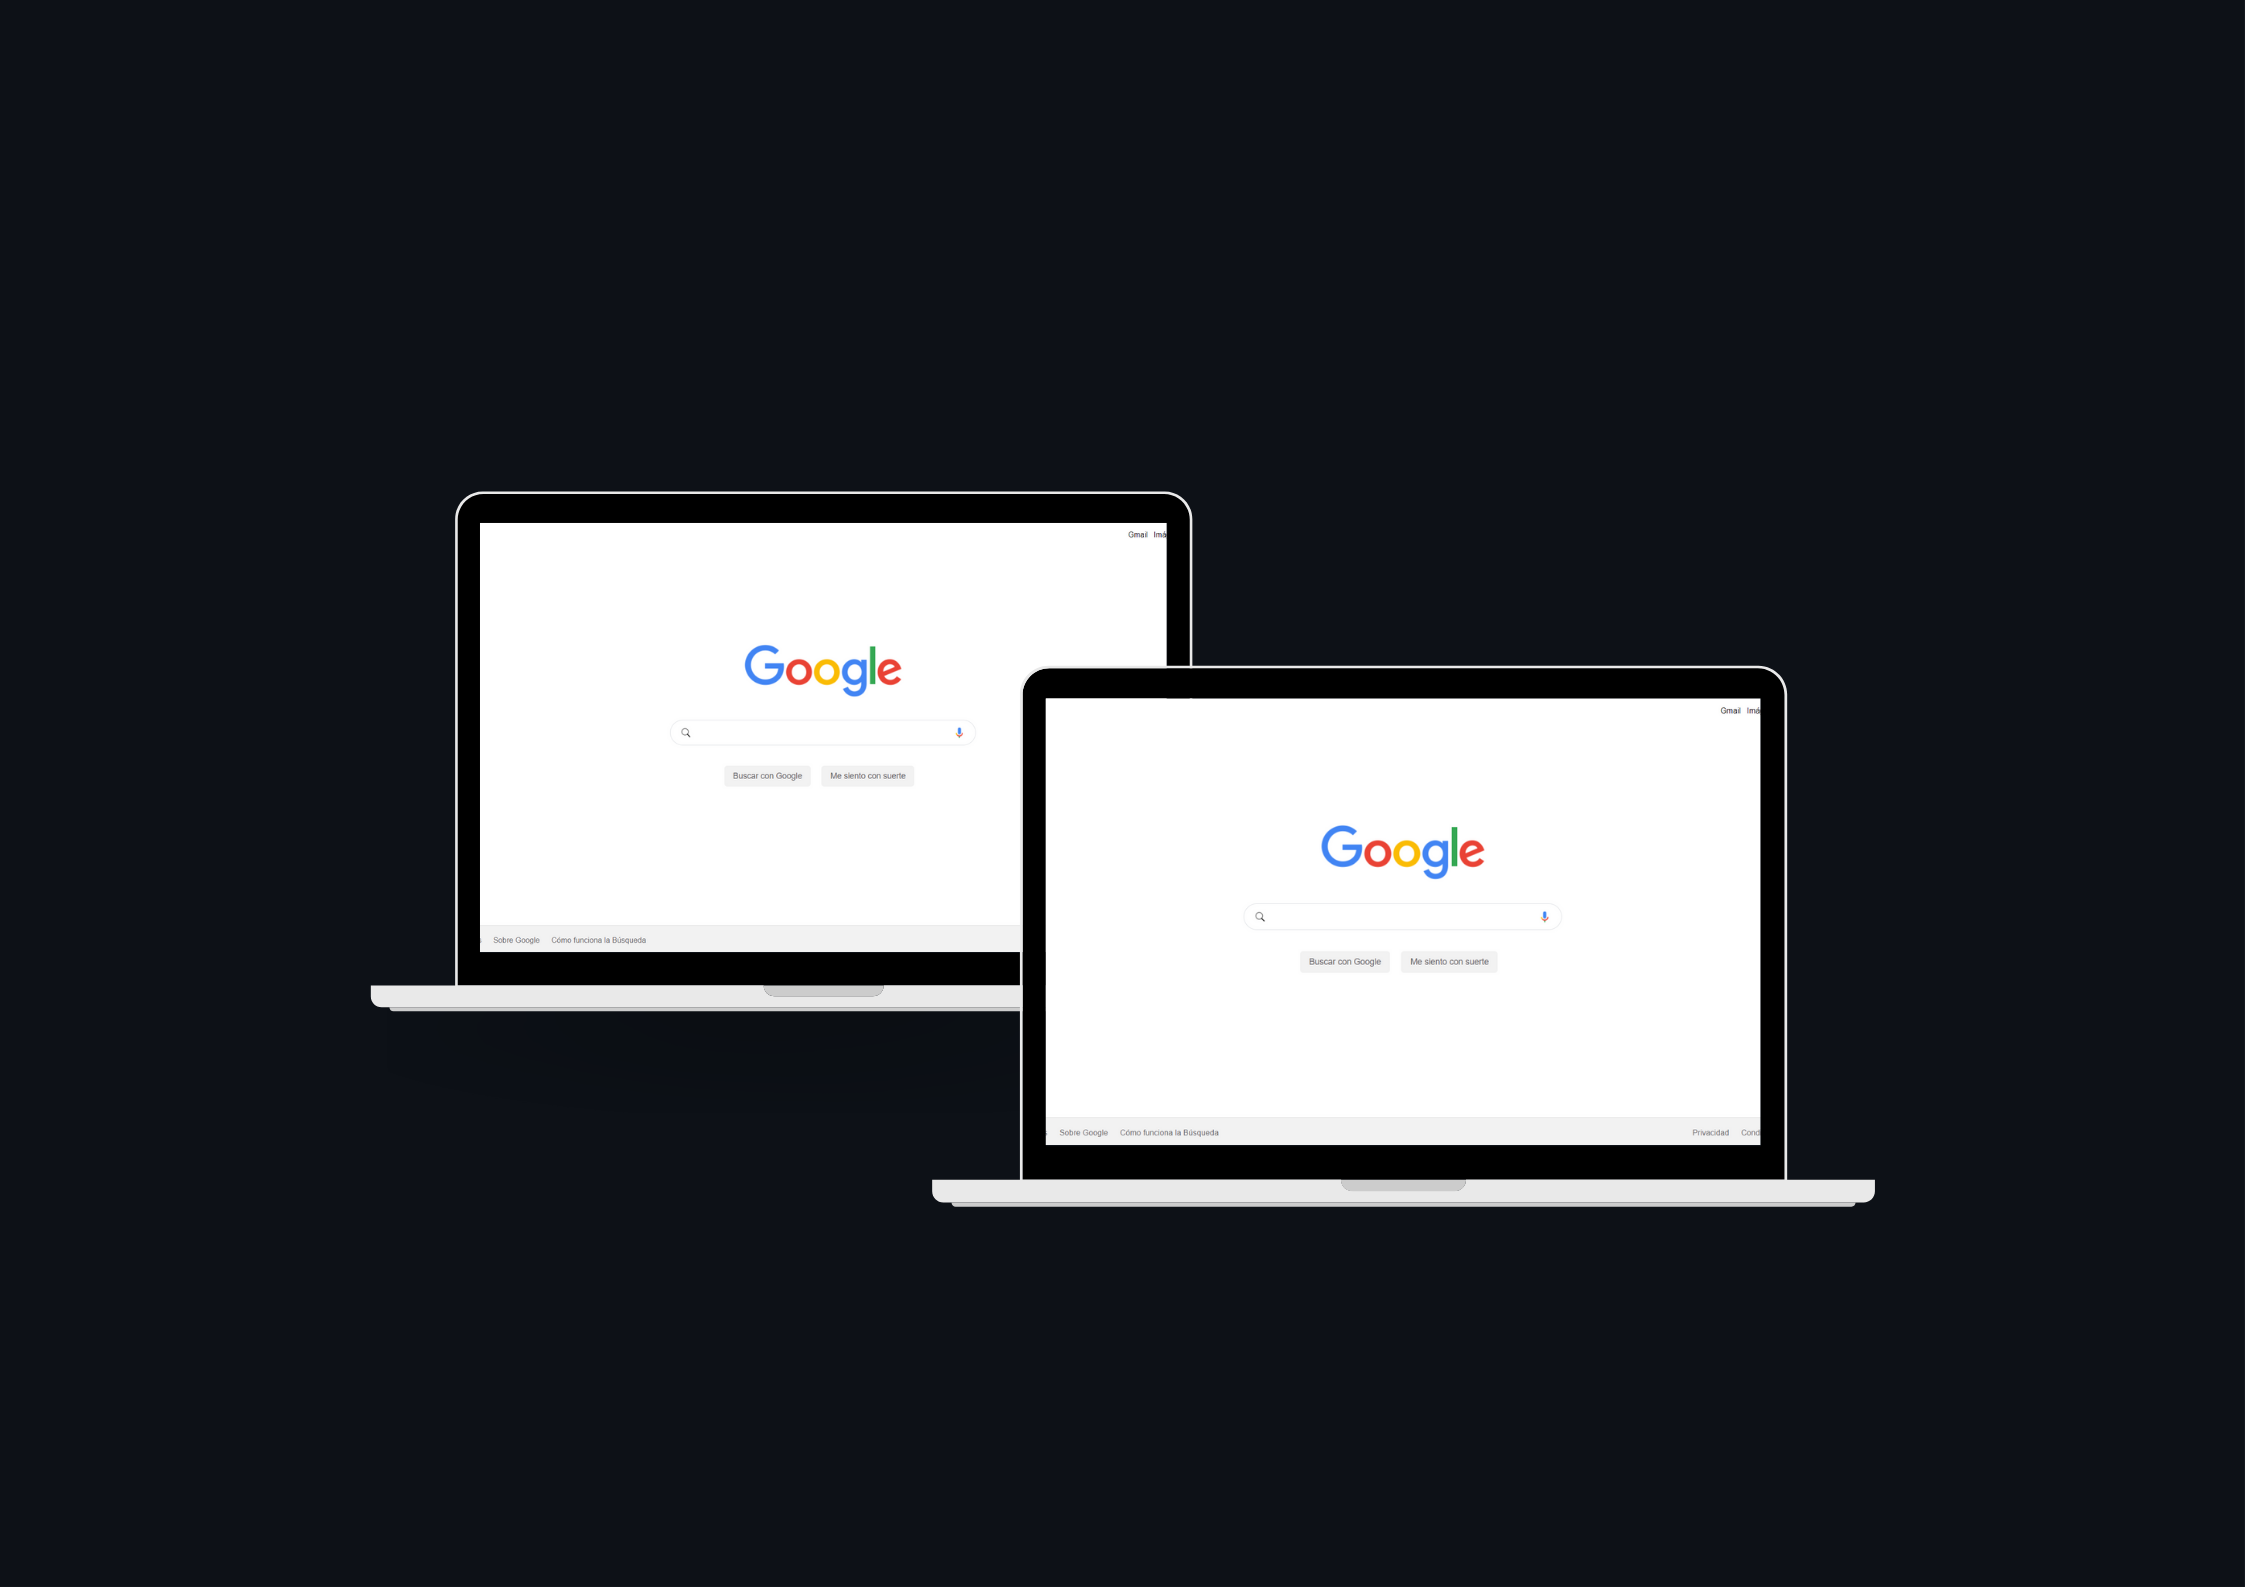 Gmail Imá
Google
Buscar con Google Me siento con suerte
Sobre Google Cómo funciona la Búsqueda
Gmail Imá
Google
Buscar con Google Me siento con suerte
Sobre Google Cómo funciona la Búsqueda Privacidad Cond